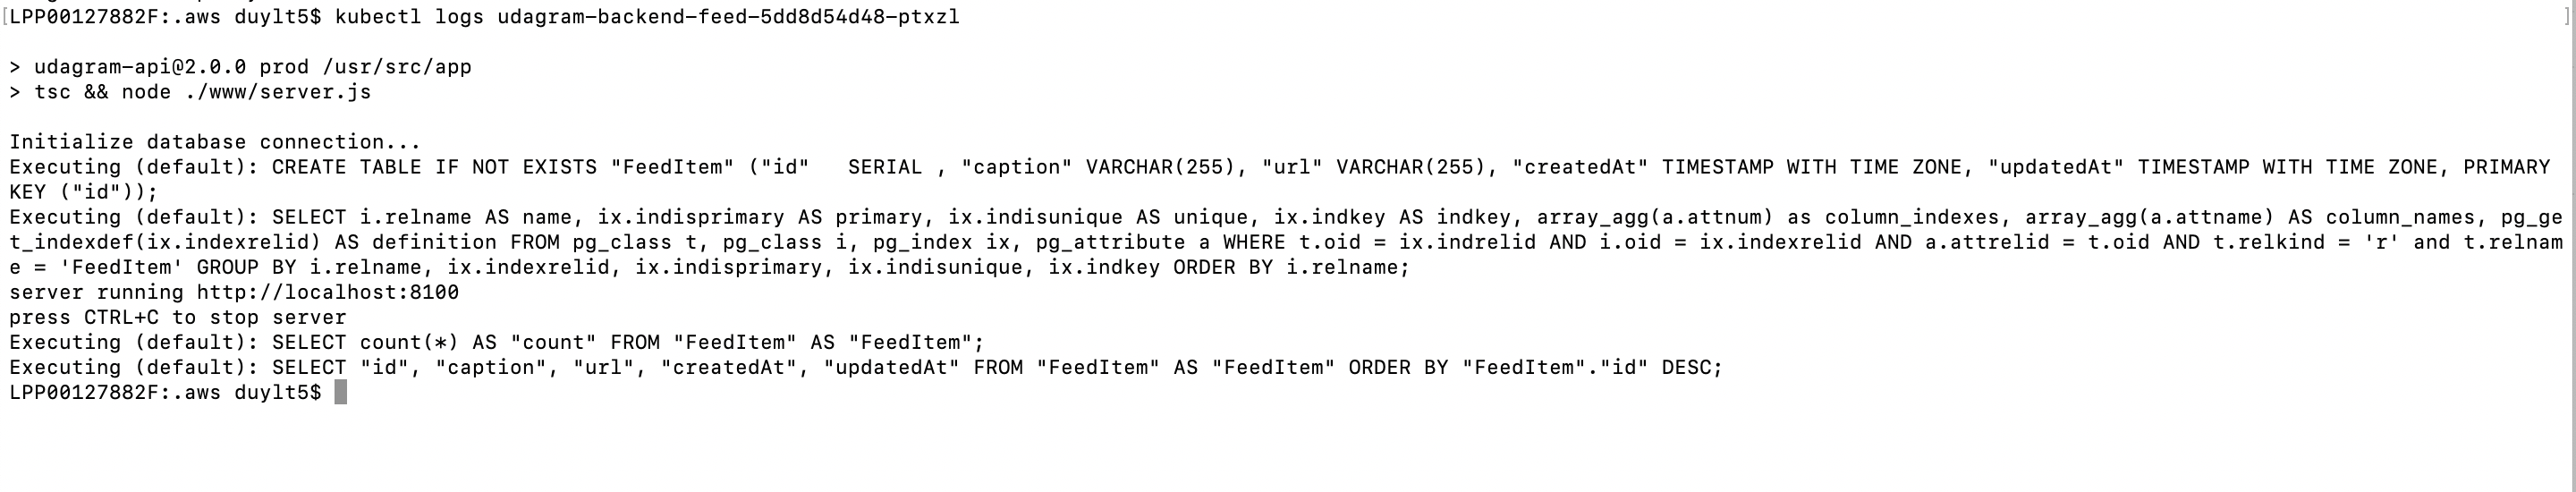 [LPP00127882F:.aws duylt5$ kubectl logs udagram-backend-feed-5dd8d54d48-ptxzl ]
> udagram-api@2.0.0 prod /usr/src/app
> tsc && node ./www/server.js
Initialize database connection...
Executing (default): CREATE TABLE IF NOT EXISTS "FeedItem" ("id"   SERIAL , "caption" VARCHAR(255), "url" VARCHAR(255), "createdAt" TIMESTAMP WITH TIME ZONE, "updatedAt" TIMESTAMP WITH TIME ZONE, PRIMARY
KEY ("id"));
Executing (default): SELECT i.relname AS name, ix.indisprimary AS primary, ix.indisunique AS unique, ix.indkey AS indkey, array_agg(a.attnum) as column_indexes, array_agg(a.attname) AS column_names, pg_ge
t_indexdef(ix.indexrelid) AS definition FROM pg_class t, pg_class i, pg_index ix, pg_attribute a WHERE t.oid = ix.indrelid AND i.oid = ix.indexrelid AND a.attrelid = t.oid AND t.relkind = 'r' and t.relnam
e = 'FeedItem' GROUP BY i.relname, ix.indexrelid, ix.indisprimary, ix.indisunique, ix.indkey ORDER BY i.relname;
server running http://localhost:8100
press CTRL+C to stop server
Executing (default): SELECT count(*) AS "count" FROM "FeedItem" AS "FeedItem";
Executing (default): SELECT "id", "caption", "url", "createdAt", "updatedAt" FROM "FeedItem" AS "FeedItem" ORDER BY "FeedItem"."id" DESC;
LPP00127882F:.aws duylt5$